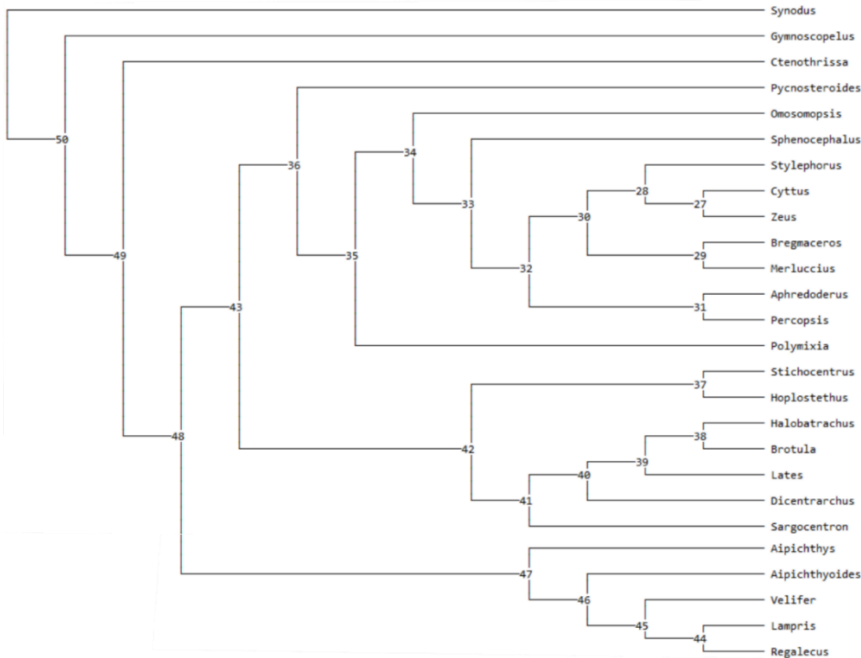 Synodus
Gymnoscopelus
Ctenothrissa
Pycnosteroides
Omosomopsis
50
Sphenocephalus
34
36
Stylephorus
28
Cyttus
33
27
Zeus
30
Bregmaceros
49
35
29
Merluccius
32
Aphredoderus
43
31
Percopsis
Polymixia
Stichocentrus
37
Hoplostethus
Halobatrachus
48
38
Brotula
42
39
Lates
40
Dicentrarchus
41
Sargocentron
Aipichthys
47
Aipichthyoides
46
Velifer
45
Lampris
44
Regalecus